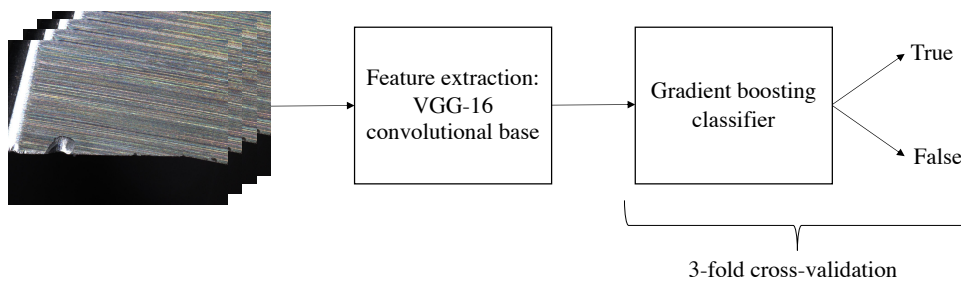 Feature extraction:
VGG-16
convolutional base
Gradient boosting
classifier
True
False
3-fold cross-validation